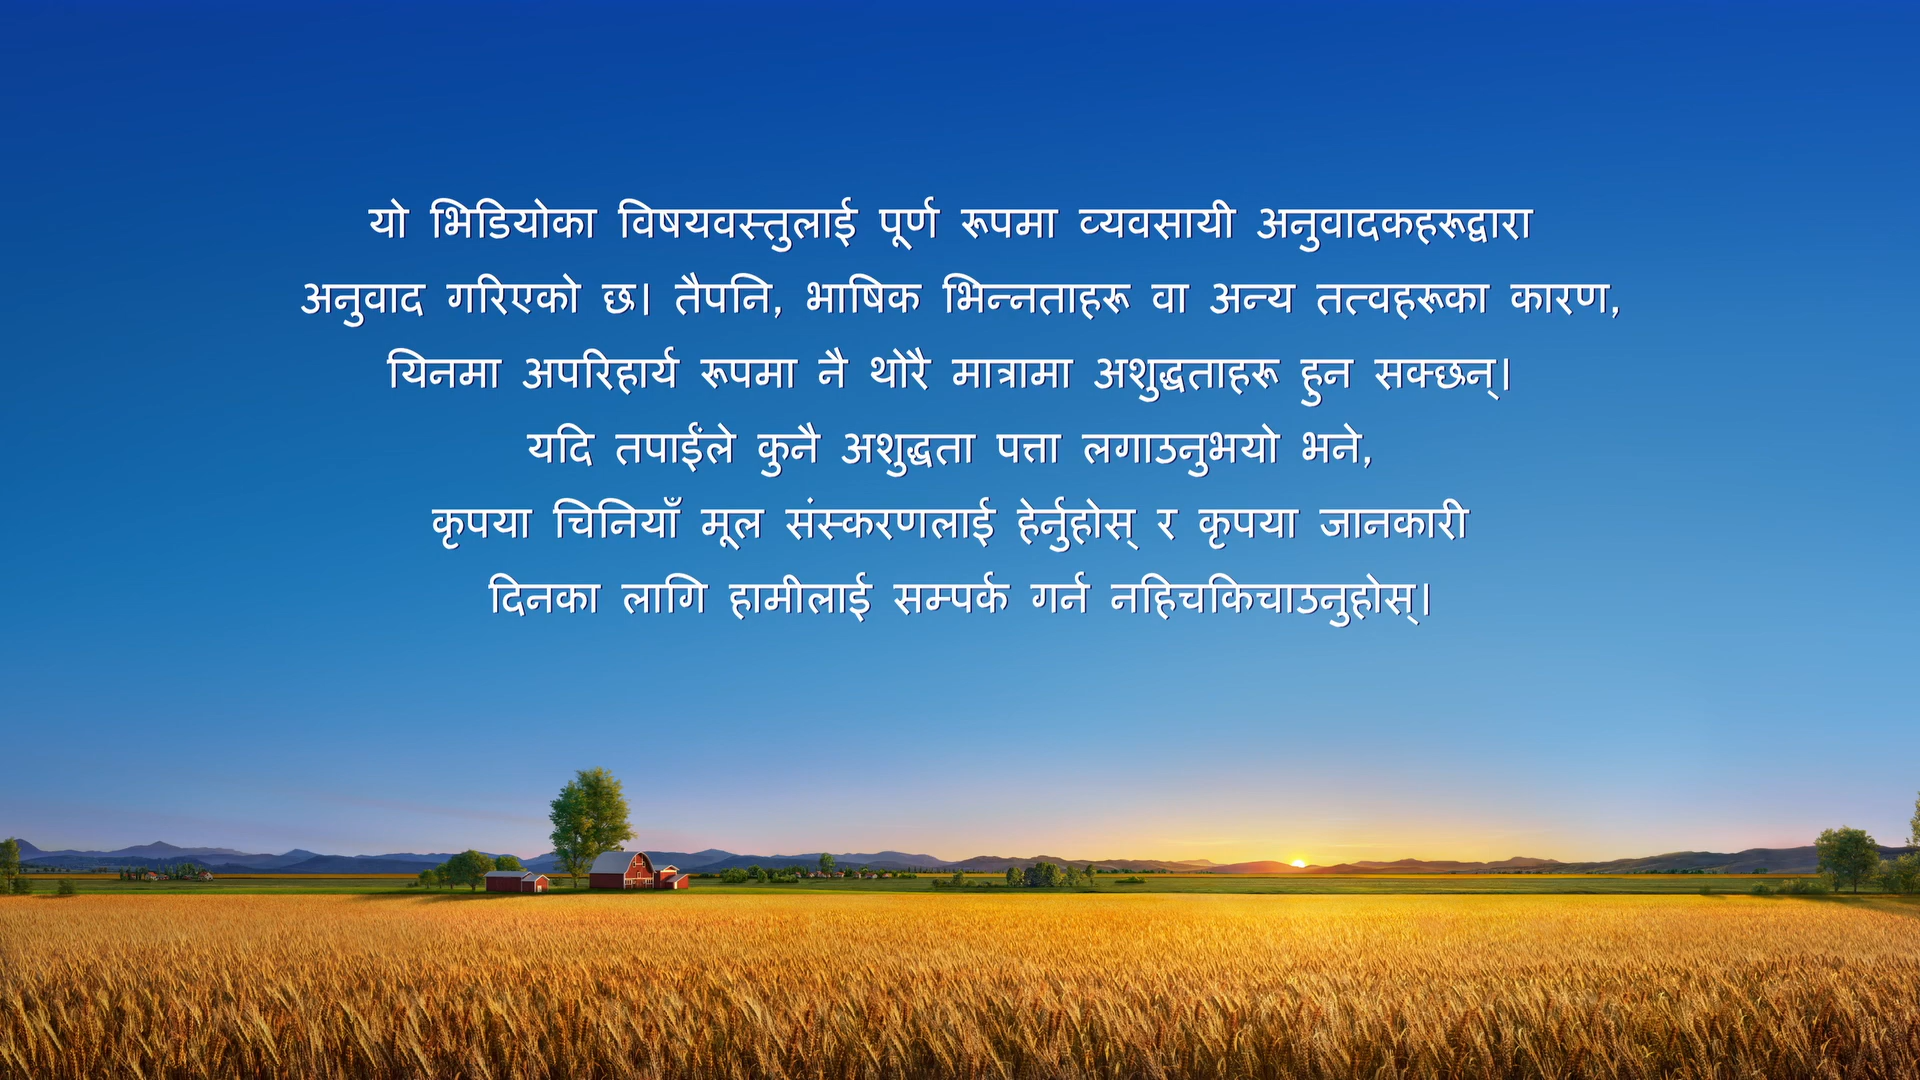 यो भिडियोका विषयवस्तुलाई पूर्ण रूपमा व्यवसायी अनुवादकहरूद्वारा
अनुवाद गरिएको छ। तैपनि, भाषिक भिन्नताहरू वा अन्य तत्वहरूका कारण,
यिनमा अपरिहार्य रूपमा नै थोरै मात्रामा अशुद्धताहरू हुन सक्छन्।
यदि तपाईंले कुनै अशुद्धता पत्ता लगाउनुभयो भने,
कृपया चिनियाँ मूल संस्करणलाई हेर्नुहोस् र कृपया जानकारी
दिनका लागि हामीलाई सम्पर्क गर्न नहिचकिचाउनुहोस्।